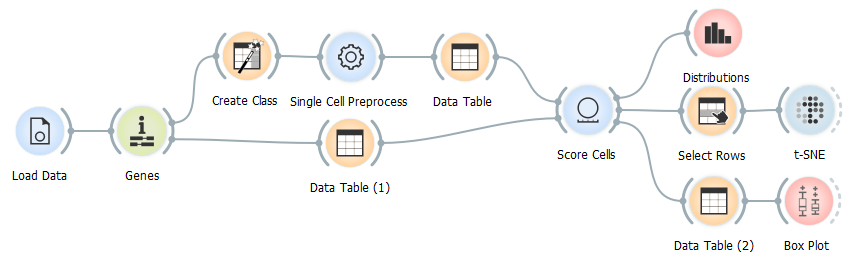 Create Class
Single Cell Preprocess
Data Table
Distributions
Load Data
Genes
Data Table (1)
Score Cells
Select Rows
t-SNE
Data Table (2)
Box Plot